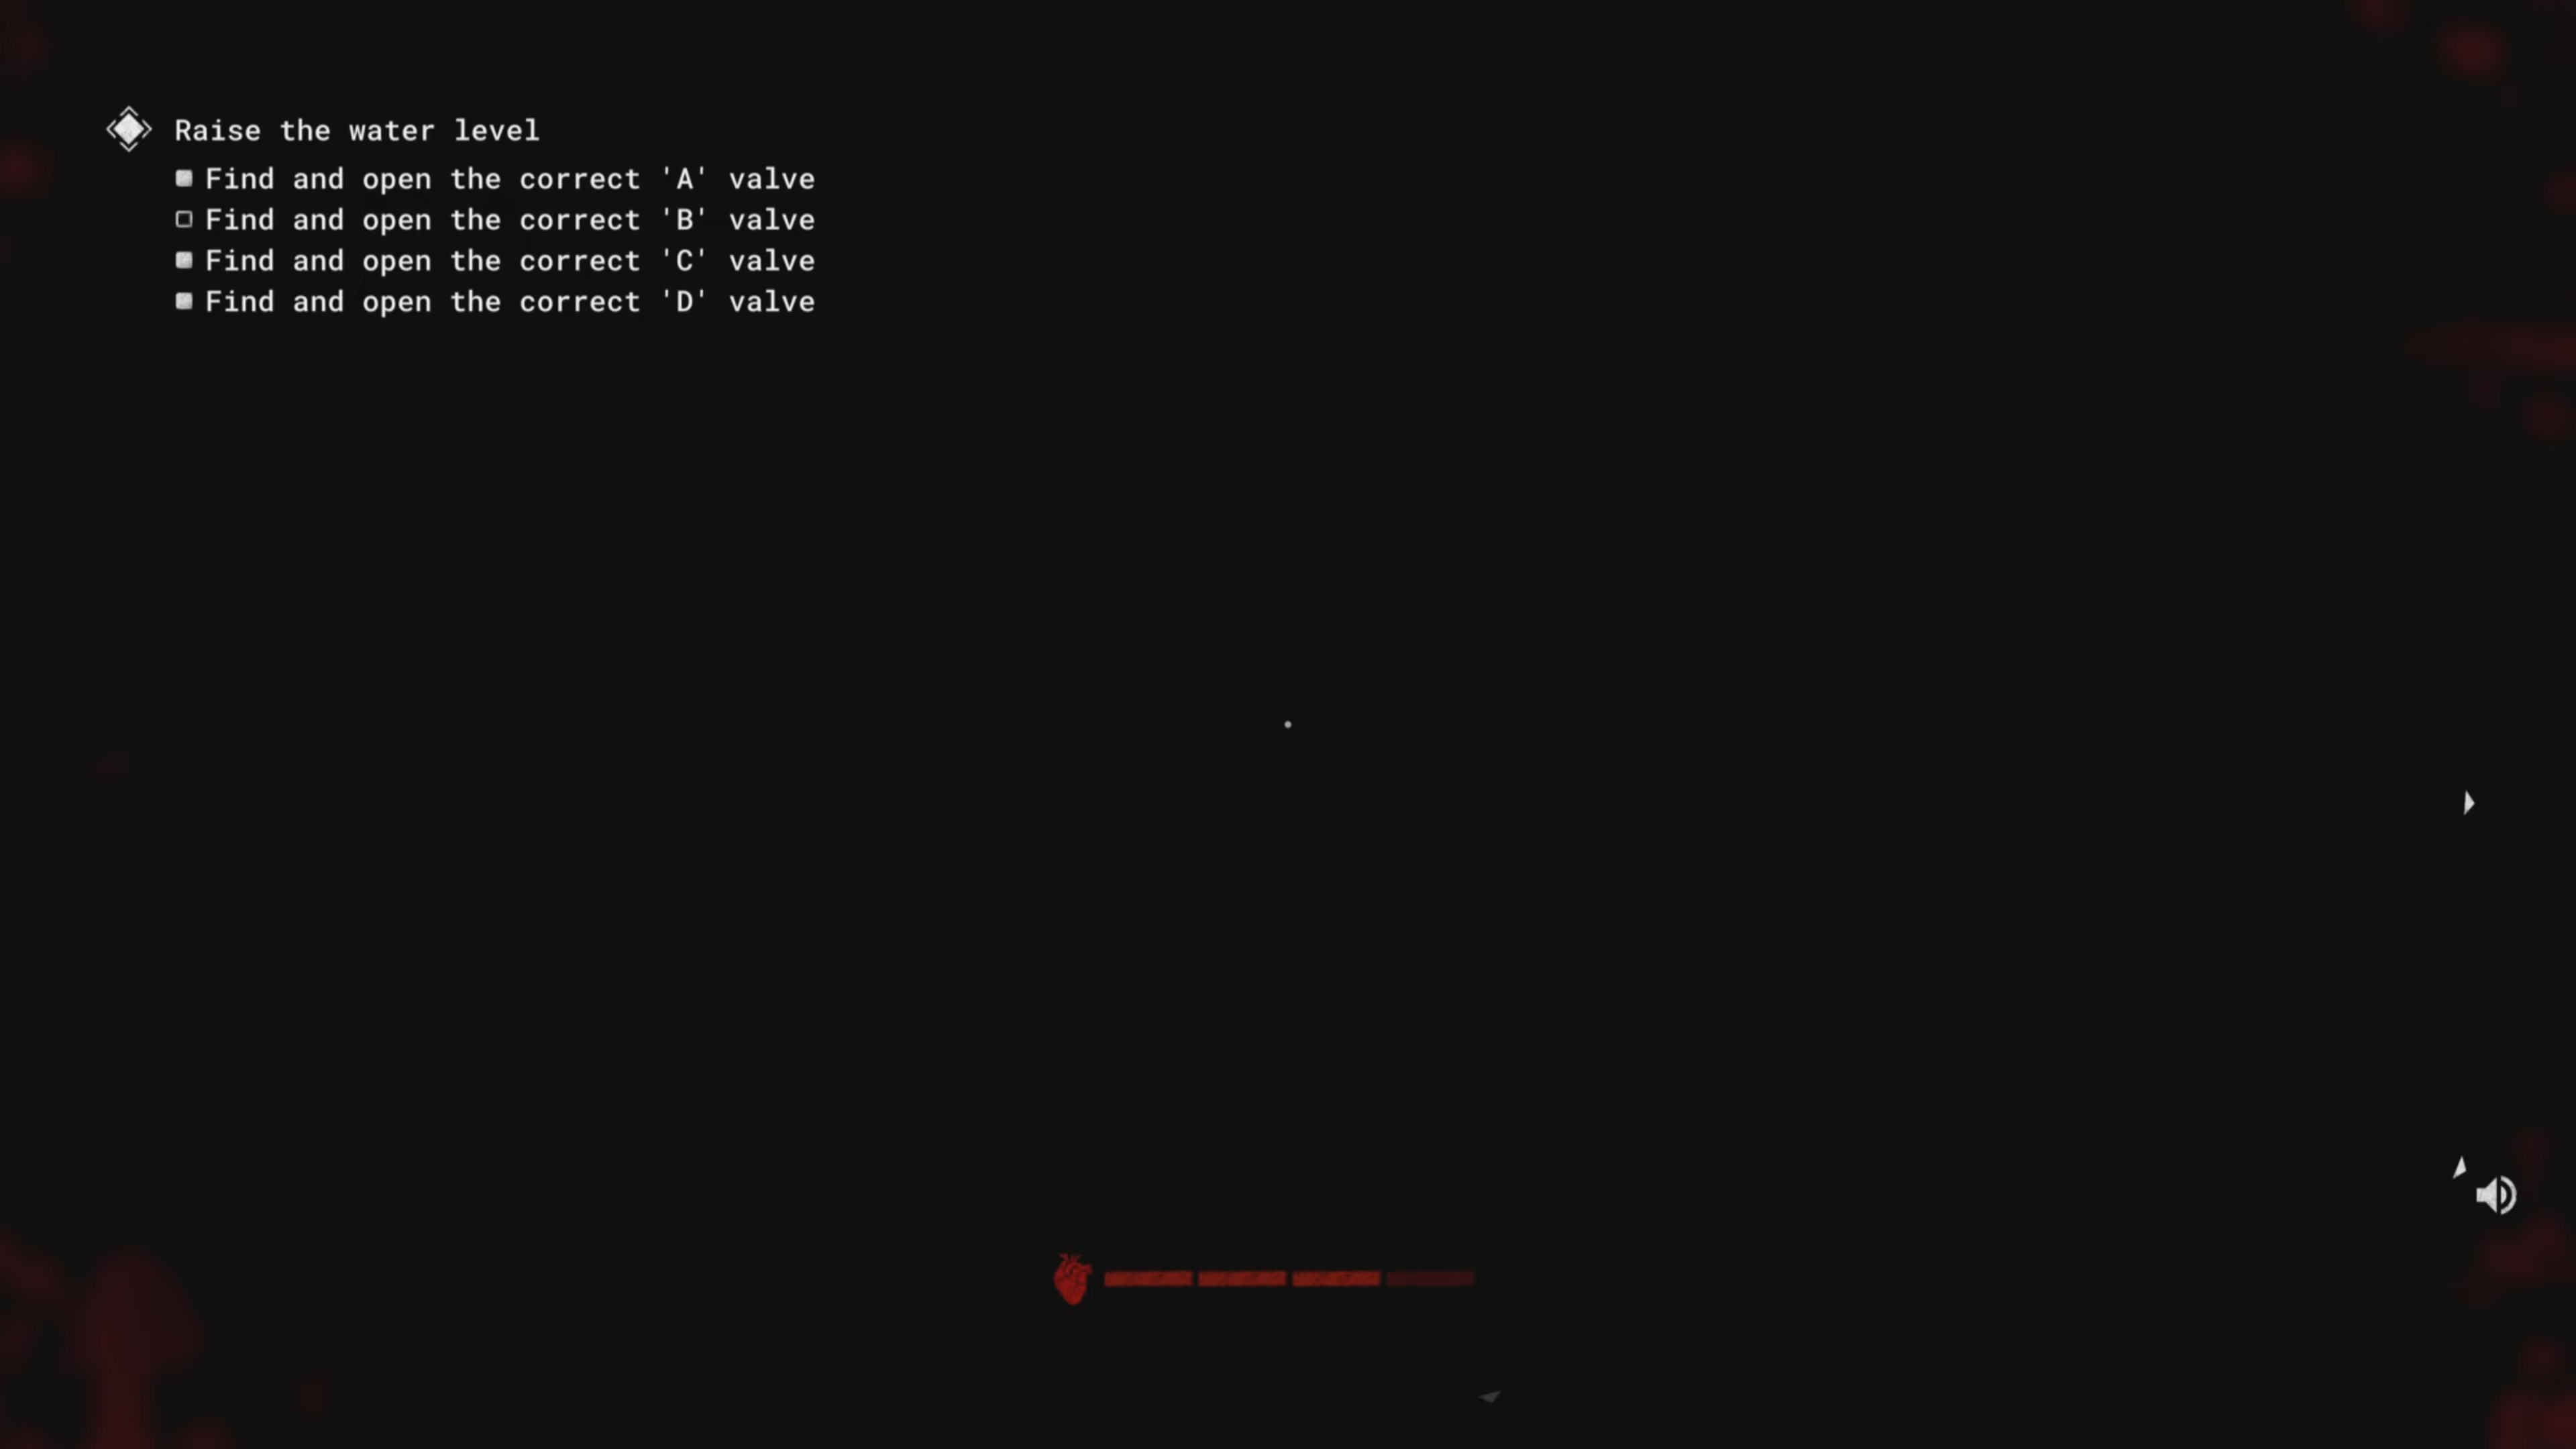 Raise the water level
Find and open the correct 'A' valve
Find and open the correct 'B' valve
Find and open the correct 'C' valve
Find and open the correct 'D' valve